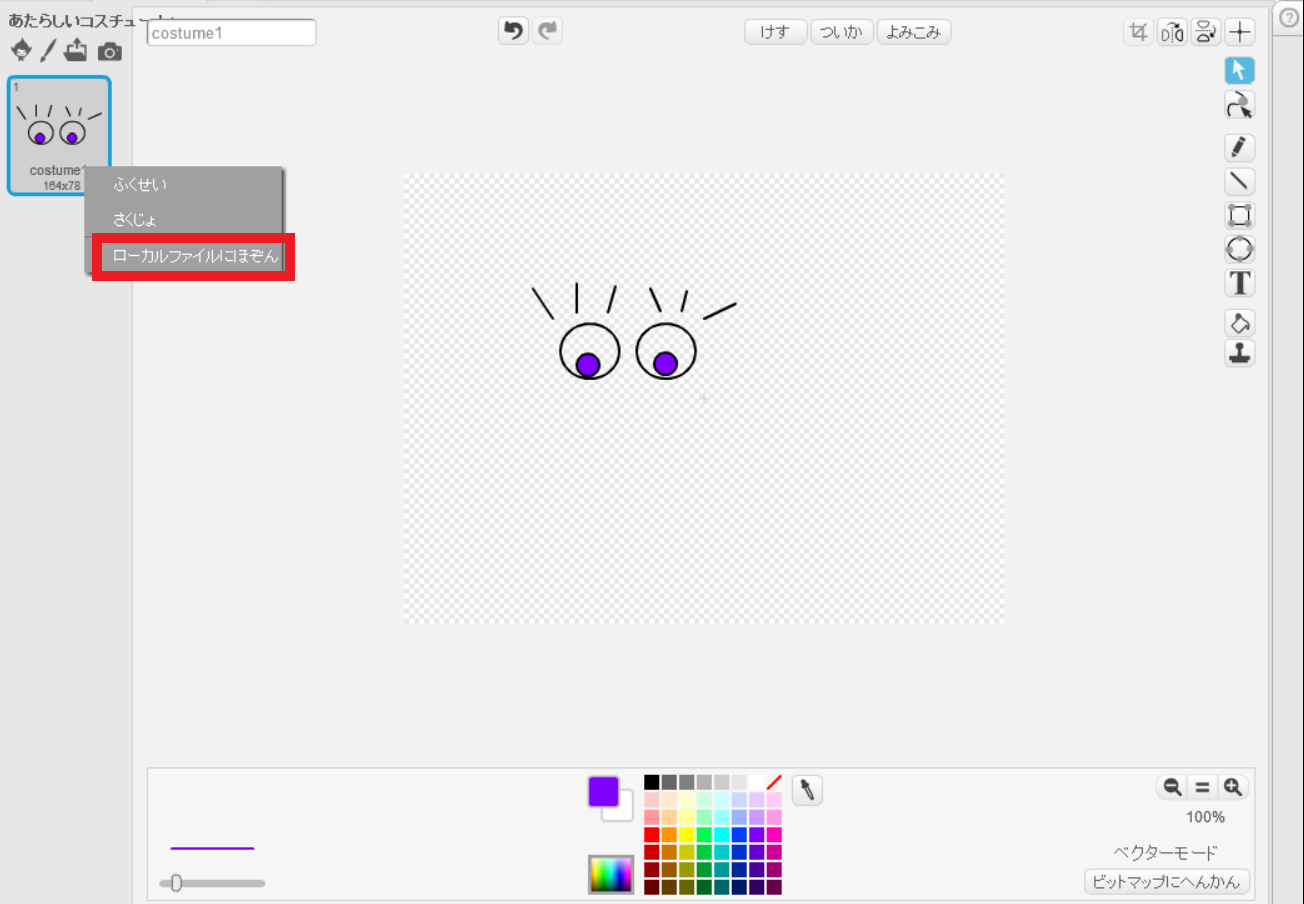 あたらしいコスチューム:
costume1
けす
ついか
よみこみ
1
costume1
164x78
ふくせい
さくじょ
ローカルファイルにほぞん
T
100%
ベクターモード
ビットマップにへんかん